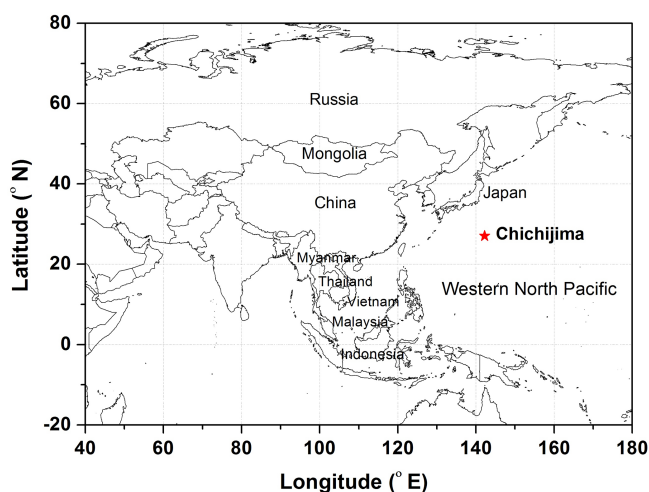 80
60
40
20
0
-20
Latitude (° N)
Russia
Mongolia
China
Japan
Chichijima
Myanmar
Thailand
Vietnam
Western North Pacific
Malaysia
Indonesia
40 60 80 100 120 140 160 180
Longitude (° E)